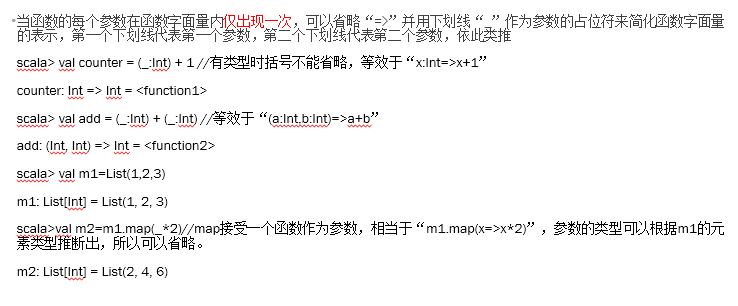 •当函数的每个参数在函数字面量内仅出现一次，可以省略“=>”并用下划线“_”作为参数的占位符来简化函数字面量
的表示，第一个下划线代表第一个参数，第二个下划线代表第二个参数，依此类推
scala> val counter = (_:Int) + 1 //有类型时括号不能省略，等效于“x:Int=>x+1”
counter: Int => Int = <function1>
scala> val add = (_:Int) + (_:Int) //等效于“(a:Int,b:Int)=>a+b”
add: (Int, Int) => Int = <function2>
scala> val m1=List(1,2,3)
m1: List[Int] = List(1, 2, 3)
scala>val m2=m1.map(_*2)//map接受一个函数作为参数，相当于“m1.map(x=>x*2)”，参数的类型可以根据m1的元
素类型推断出，所以可以省略。
m2: List[Int] = List(2, 4, 6)